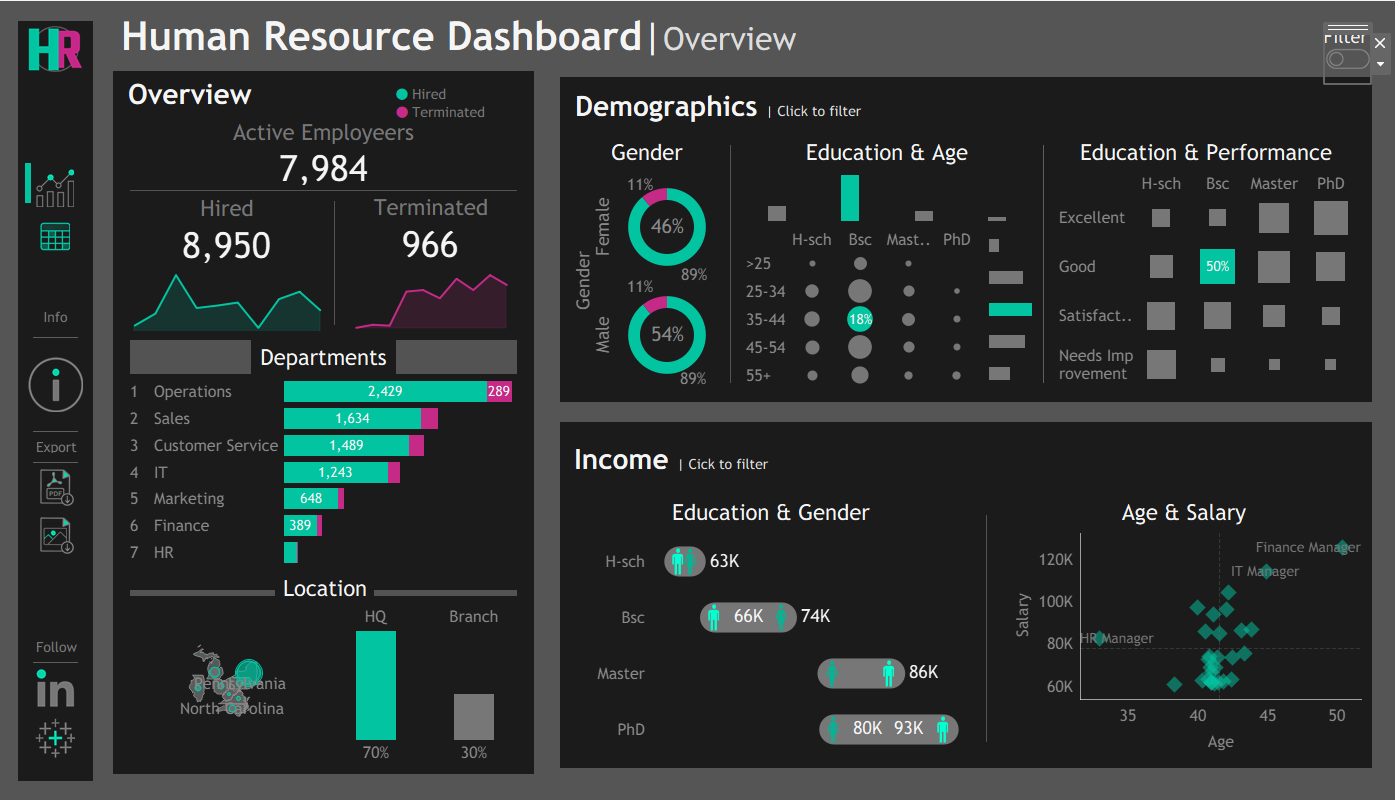 HR
Human Resource Dashboard | Overview
Filter
Info
Export
PDF
Follow
in
Overview
Hired
Terminated
Active Employeers
7,984
Hired
8,950
Terminated
966
Departments
1 Operations 2,429 289
2 Sales 1,634
3 Customer Service 1,489
4 IT 1,243
5 Marketing 648
6 Finance 389
7 HR
Location
Pennsylvania
North Carolina
HQ Branch
70% 30%
Demographics | Click to filter
Gender
Gender
Female
11%
46%
89%
Male
11%
54%
89%
Education & Age
H-sch Bsc Mast.. PhD
>25
25-34
35-44 18%
45-54
55+
Education & Performance
H-sch Bsc Master PhD
Excellent
Good 50%
Satisfact..
Needs Imp
rovement
Income | Cick to filter
Education & Gender
H-sch 63K
Bsc 66K 74K
Master 86K
PhD 80K 93K
Age & Salary
Salary
120K
100K
80K
60K
Finance Manager
IT Manager
HR Manager
35 40 45 50
Age